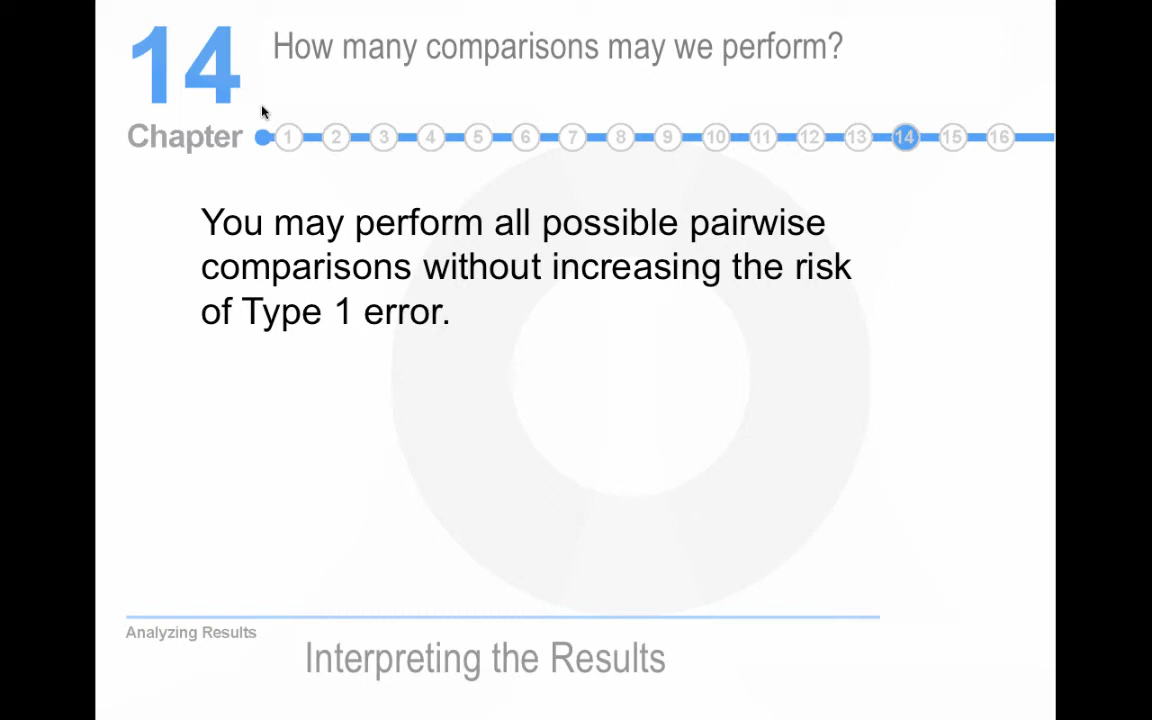 14
How many comparisons may we perform?
Chapter
1 2 3 4 5 6 7 8 9 10 11 12 13 14 15 16
You may perform all possible pairwise
comparisons without increasing the risk
of Type 1 error.
Analyzing Results
Interpreting the Results